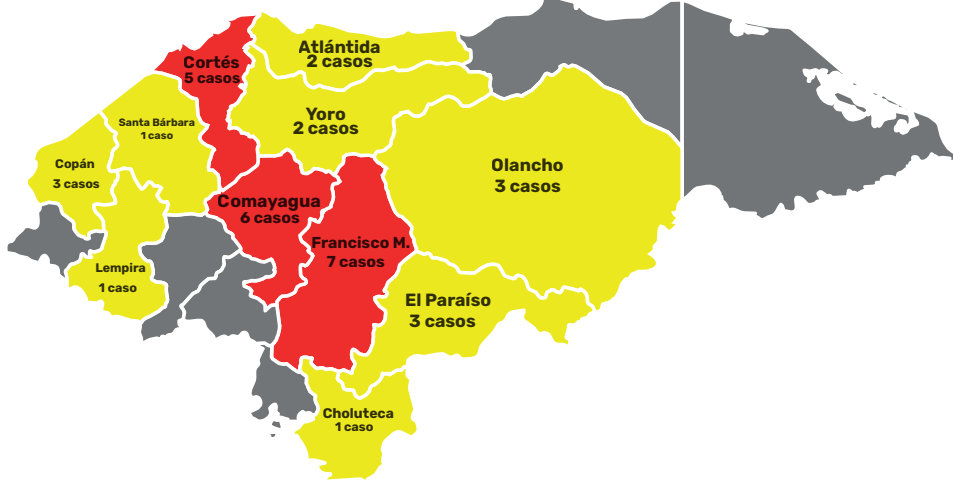 Atlántida
2 casos
Cortés
5 casos
Yoro
2 casos
Santa Bárbara
1 caso
Copán
3 casos
Olancho
3 casos
Comayagua
6 casos
Francisco M.
7 casos
Lempira
1 caso
El Paraíso
3 casos
Choluteca
1 caso